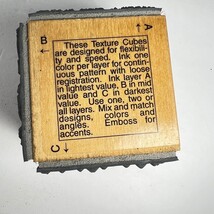 A
B
These Texture Cubes
are designed for flexibili-
ty and speed. Ink one
color per layer for contin-
uous pattern with loose
registration. Ink layer A
in lightest value, B in mid
value and C in darkest
value. Use one, two or
all layers. Mix and match
designs, colors and
angles. Emboss for
accents.
C